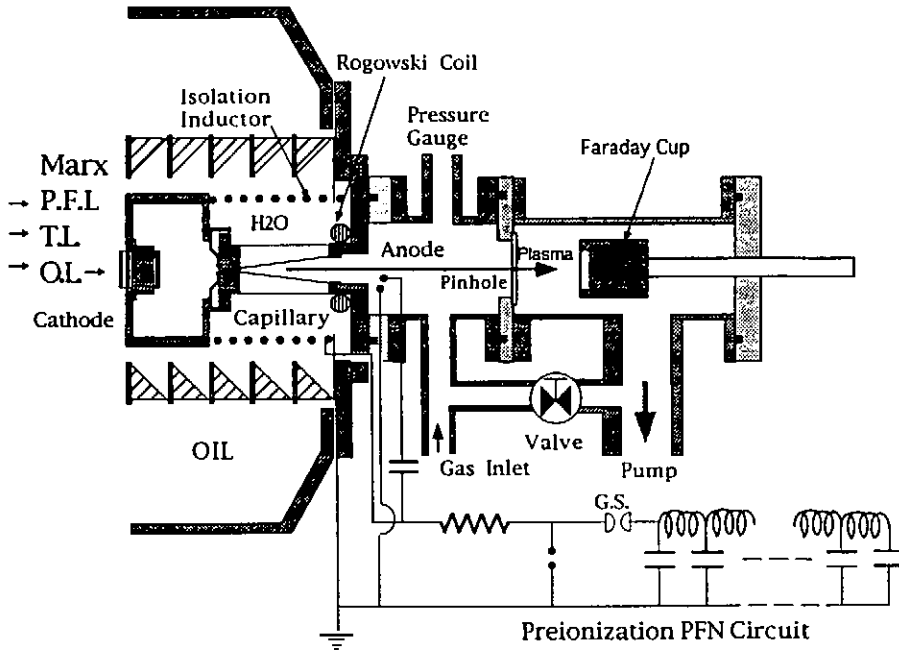 Rogowski Coil
Isolation
Inductor
Pressure
Gauge
Faraday Cup
Marx
→ P.F.L
→ T.L.
→ O.L.→
H2O
Anode
Plasma
Pinhole
Cathode
Capillary
OIL
Valve
Gas Inlet
Pump
G.S.
Preionization PFN Circuit